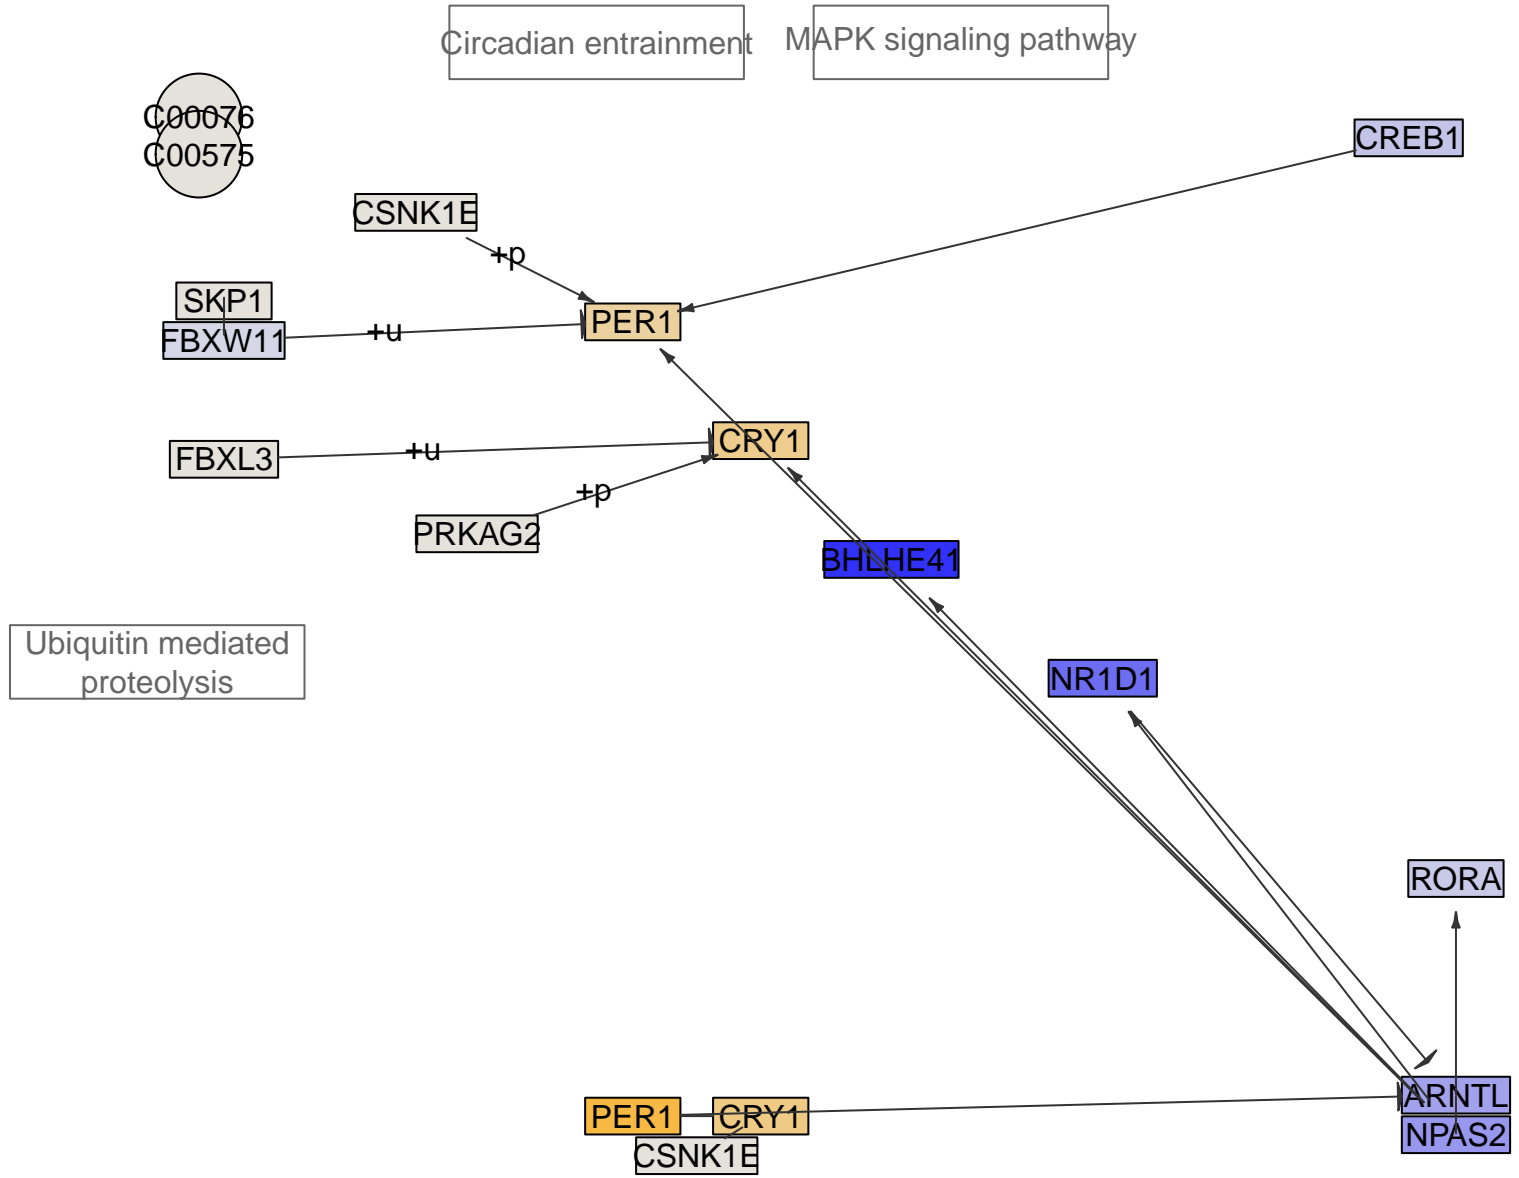 Circadian entrainment
MAPK signaling pathway
C00076
C00575
CREB1
CSNK1E
+p
SKP1
PER1
FBXW11
+u
CRY1
FBXL3
+u
+p
PRKAG2
BHLHE41
Ubiquitin mediated
proteolysis
NR1D1
RORA
ARNTL
PER1
CRY1
NPAS2
CSNK1E